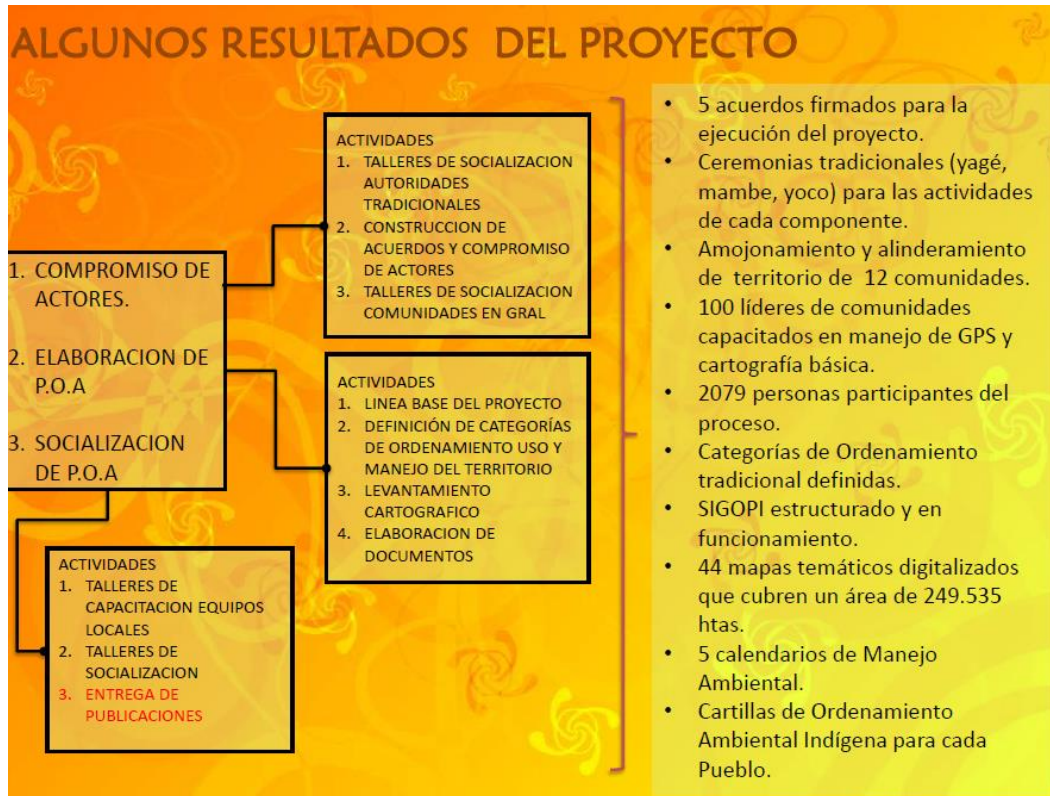 ALGUNOS RESULTADOS DEL PROYECTO
1. COMPROMISO DE
ACTORES.
2. ELABORACION DE
P.O.A
3. SOCIALIZACION
DE P.O.A
ACTIVIDADES
1. TALLERES DE SOCIALIZACION
AUTORIDADES
TRADICIONALES
2. CONSTRUCCION DE
ACUERDOS Y COMPROMISO
DE ACTORES
3. TALLERES DE SOCIALIZACION
COMUNIDADES EN GRAL
ACTIVIDADES
1. LINEA BASE DEL PROYECTO
2. DEFINICIÓN DE CATEGORÍAS
DE ORDENAMIENTO USO Y
MANEJO DEL TERRITORIO
3. LEVANTAMIENTO
CARTOGRAFICO
4. ELABORACION DE
DOCUMENTOS
ACTIVIDADES
1. TALLERES DE
CAPACITACION EQUIPOS
LOCALES
2. TALLERES DE
SOCIALIZACION
3. ENTREGA DE
PUBLICACIONES
• 5 acuerdos firmados para la
ejecución del proyecto.
• Ceremonias tradicionales (yagé,
mambe, yoco) para las actividades
de cada componente.
• Amojonamiento y alinderamiento
de territorio de 12 comunidades.
• 100 líderes de comunidades
capacitados en manejo de GPS y
cartografía básica.
• 2079 personas participantes del
proceso.
• Categorías de Ordenamiento
tradicional definidas.
• SIGOPI estructurado y en
funcionamiento.
• 44 mapas temáticos digitalizados
que cubren un área de 249.535
htas.
• 5 calendarios de Manejo
Ambiental.
• Cartillas de Ordenamiento
Ambiental Indígena para cada
Pueblo.